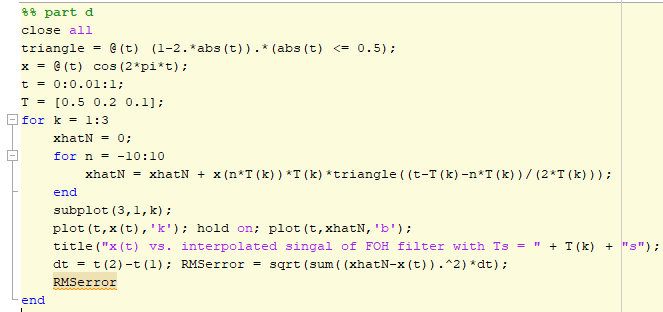 %% part d
close all
triangle = @(t) (1-2.*abs(t)).*(abs(t) <= 0.5);
x = @(t) cos(2*pi*t);
t = 0:0.01:1;
T = [0.5 0.2 0.1];
for k = 1:3
xhatN = 0;
for n = -10:10
xhatN = xhatN + x(n*T(k))*T(k)*triangle((t-T(k)-n*T(k))/(2*T(k)));
end
subplot(3,1,k);
plot(t,x(t),'k'); hold on; plot(t,xhatN,'b');
title("x(t) vs. interpolated singal of FOH filter with Ts = " + T(k) + "s");
dt = t(2)-t(1); RMSerror = sqrt(sum((xhatN-x(t)).^2)*dt);
RMSerror
end